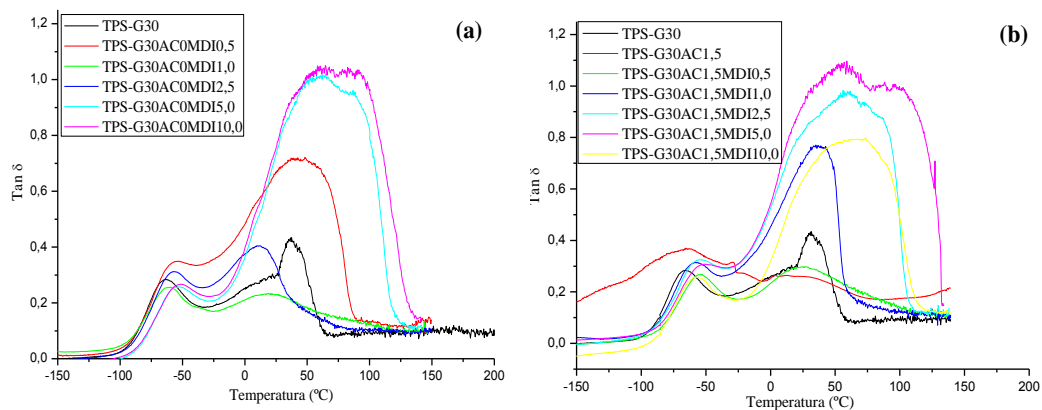 (a)
TPS-G30
TPS-G30AC0MDI0,5
TPS-G30AC0MDI1,0
TPS-G30AC0MDI2,5
TPS-G30AC0MDI5,0
TPS-G30AC0MDI10,0
1,2
1,0
0,8
0,6
0,4
0,2
0,0
Tan δ
-150 -100 -50 0 50 100 150 200
Temperatura (ºC)
(b)
TPS-G30
TPS-G30AC1,5
TPS-G30AC1,5MDI0,5
TPS-G30AC1,5MDI1,0
TPS-G30AC1,5MDI2,5
TPS-G30AC1,5MDI5,0
TPS-G30AC1,5MDI10,0
1,2
1,0
0,8
0,6
0,4
0,2
0,0
Tan δ
-150 -100 -50 0 50 100 150 200
Temperatura (ºC)